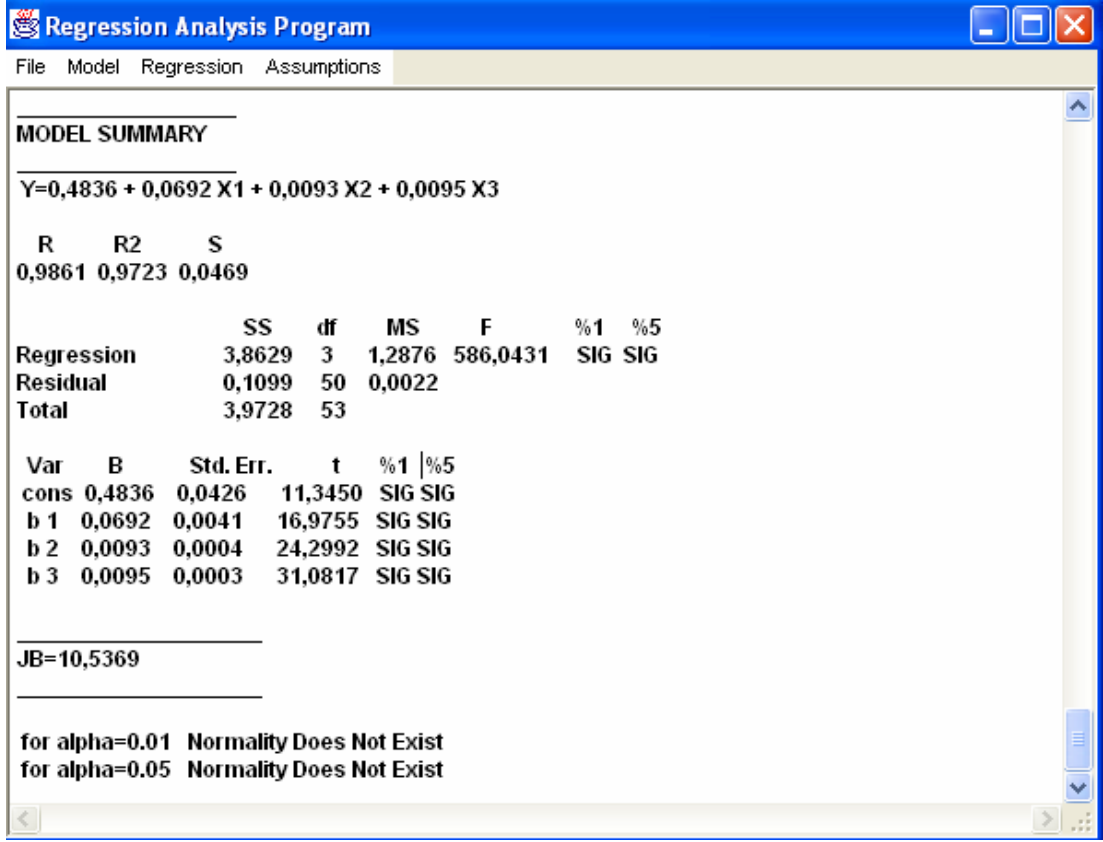 Regression Analysis Program
File Model Regression Assumptions
MODEL SUMMARY
Y=0,4836 + 0,0692 X1 + 0,0093 X2 + 0,0095 X3
R R2 S
0,9861 0,9723 0,0469
SS df MS F %1 %5
Regression 3,8629 3 1,2876 586,0431 SIG SIG
Residual 0,1099 50 0,0022
Total 3,9728 53
Var B Std. Err. t %1 %5
cons 0,4836 0,0426 11,3450 SIG SIG
b 1 0,0692 0,0041 16,9755 SIG SIG
b 2 0,0093 0,0004 24,2992 SIG SIG
b 3 0,0095 0,0003 31,0817 SIG SIG
JB=10,5369
for alpha=0.01 Normality Does Not Exist
for alpha=0.05 Normality Does Not Exist